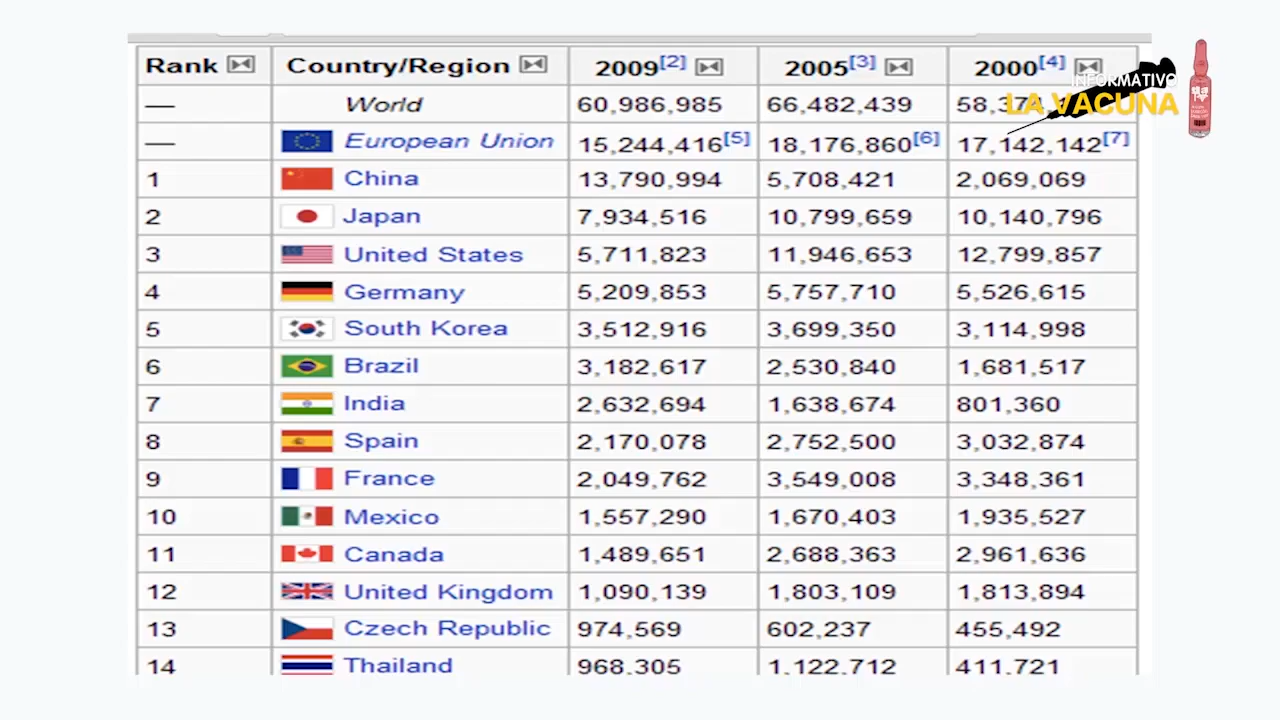 Rank Country/Region 2009[2] 2005[3] 2000[4]
— World 60,986,985 66,482,439
— European Union 15,244,416[5] 18,176,860[6] 17,142,142[7]
1 China 13,790,994 5,708,421 2,069,069
2 Japan 7,934,516 10,799,659 10,140,796
3 United States 5,711,823 11,946,653 12,799,857
4 Germany 5,209,853 5,757,710 5,526,615
5 South Korea 3,512,916 3,699,350 3,114,998
6 Brazil 3,182,617 2,530,840 1,681,517
7 India 2,632,694 1,638,674 801,360
8 Spain 2,170,078 2,752,500 3,032,874
9 France 2,049,762 3,549,008 3,348,361
10 Mexico 1,557,290 1,670,403 1,935,527
11 Canada 1,489,651 2,688,363 2,961,636
12 United Kingdom 1,090,139 1,803,109 1,813,894
13 Czech Republic 974,569 602,237 455,492
14 Thailand 968,305 1,122,712 411,721
INFORMATIVO
LA VACUNA